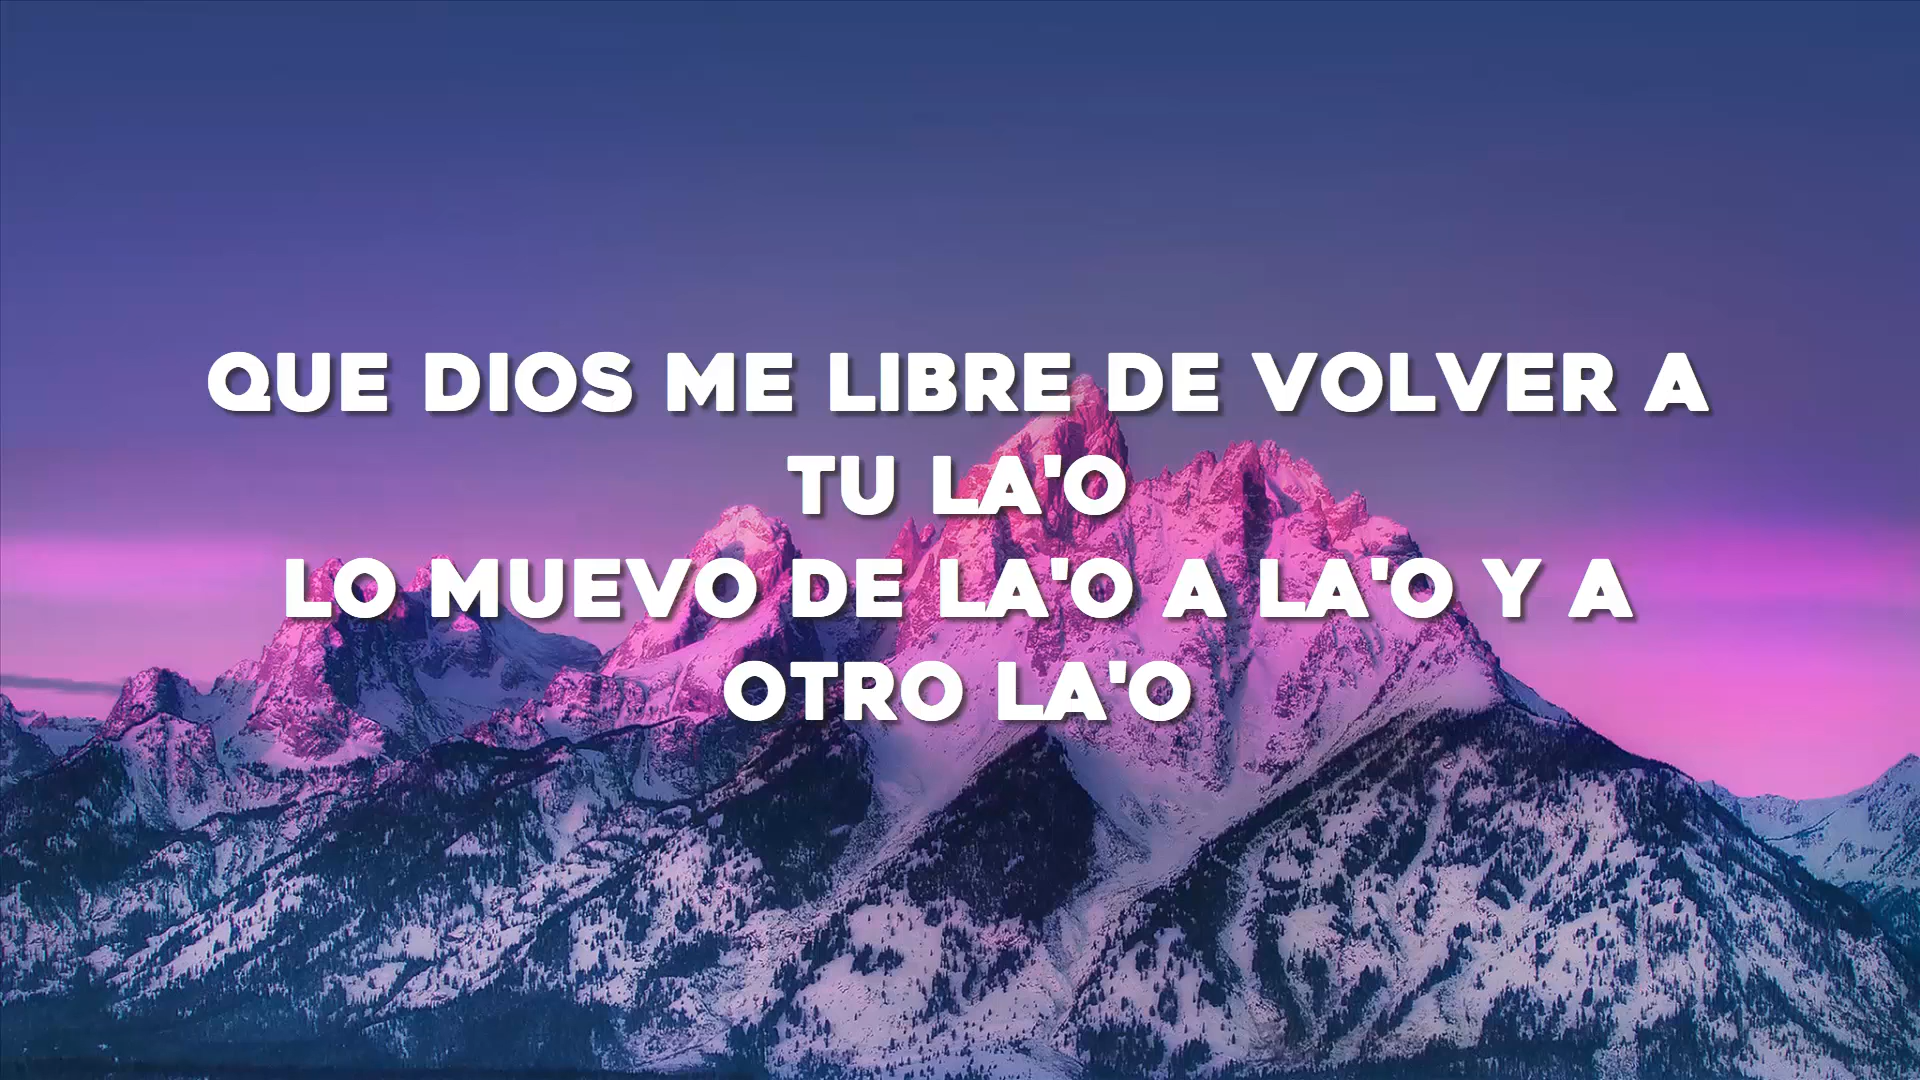 QUE DIOS ME LIBRE DE VOLVER A
TU LA'O
LO MUEVO DE LA'O A LA'O Y A
OTRO LA'O